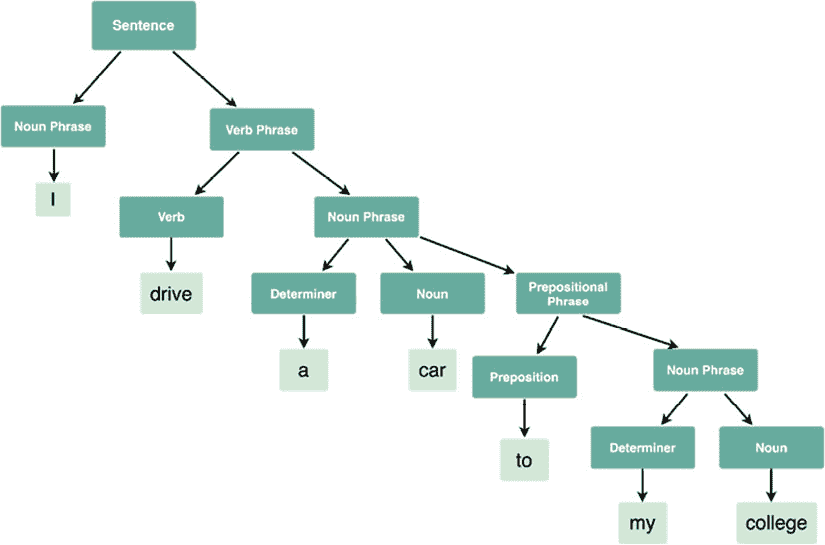 Sentence
Noun Phrase
Verb Phrase
I
Verb
Noun Phrase
drive
Determiner
Noun
Prepositional
Phrase
a
car
Preposition
Noun Phrase
to
Determiner
Noun
my
college